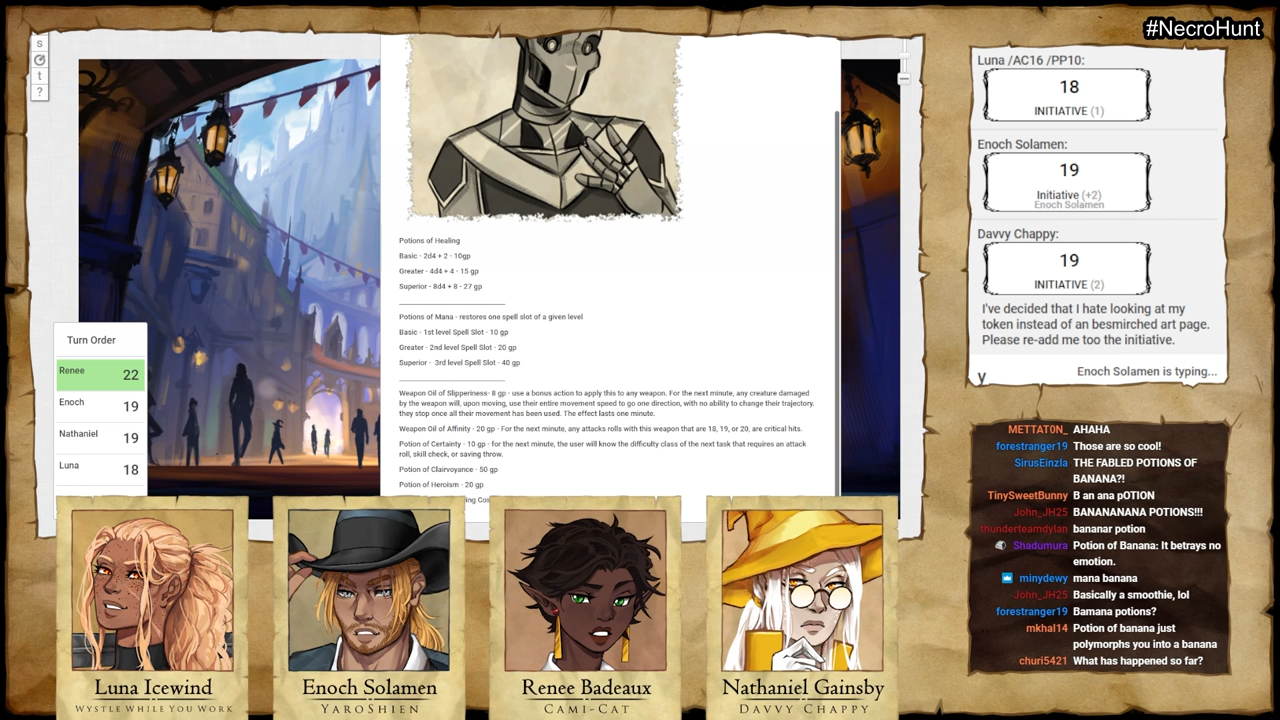 #NecroHunt
s
t
?
Potions of Healing
Basic - 2d4 + 2 - 10gp
Greater - 4d4 + 4 - 15 gp
Superior - 8d4 + 8 - 27 gp
Potions of Mana - restores one spell slot of a given level
Basic - 1st level Spell Slot - 10 gp
Greater - 2nd level Spell Slot - 20 gp
Superior - 3rd level Spell Slot - 40 gp
Weapon Oil of Slipperiness- 8 gp - use a bonus action to apply this to any weapon. For the next minute, any creature damaged
by the weapon will, upon moving, use their entire movement speed to go one direction, with no ability to change their trajectory.
they stop once all their movement has been used. The effect lasts one minute.
Weapon Oil of Affinity - 20 gp - For the next minute, any attacks rolls with this weapon that are 18, 19, or 20, are critical hits.
Potion of Certainty - 10 gp - for the next minute, the user will know the difficulty class of the next task that requires an attack
roll, skill check, or saving throw.
Potion of Clairvoyance - 50 gp
Potion of Heroism - 20 gp
Turn Order
Renee 22
Enoch 19
Nathaniel 19
Luna 18
Luna /AC16 /PP10:
18
INITIATIVE (1)
Enoch Solamen:
19
Initiative (+2)
Enoch Solamen
Davvy Chappy:
19
INITIATIVE (2)
I've decided that I hate looking at my
token instead of an besmirched art page.
Please re-add me too the initiative.
Enoch Solamen is typing...
METTAT0N_ AHAHA
forestranger19 Those are so cool!
SirusEinzla THE FABLED POTIONS OF
BANANA?!
TinySweetBunny B an ana pOTION
John_JH25 BANANANANA POTIONS!!!
thunderteamdylan bananar potion
Shadumura Potion of Banana: It betrays no
emotion.
minydewy mana banana
John_JH25 Basically a smoothie, lol
forestranger19 Bamana potions?
mkhal14 Potion of banana just
polymorphs you into a banana
churi5421 What has happened so far?
Luna Icewind
Wystle While You Work
Enoch Solamen
YaroShien
Renee Badeaux
Cami-Cat
Nathaniel Gainsby
Davvy Chappy